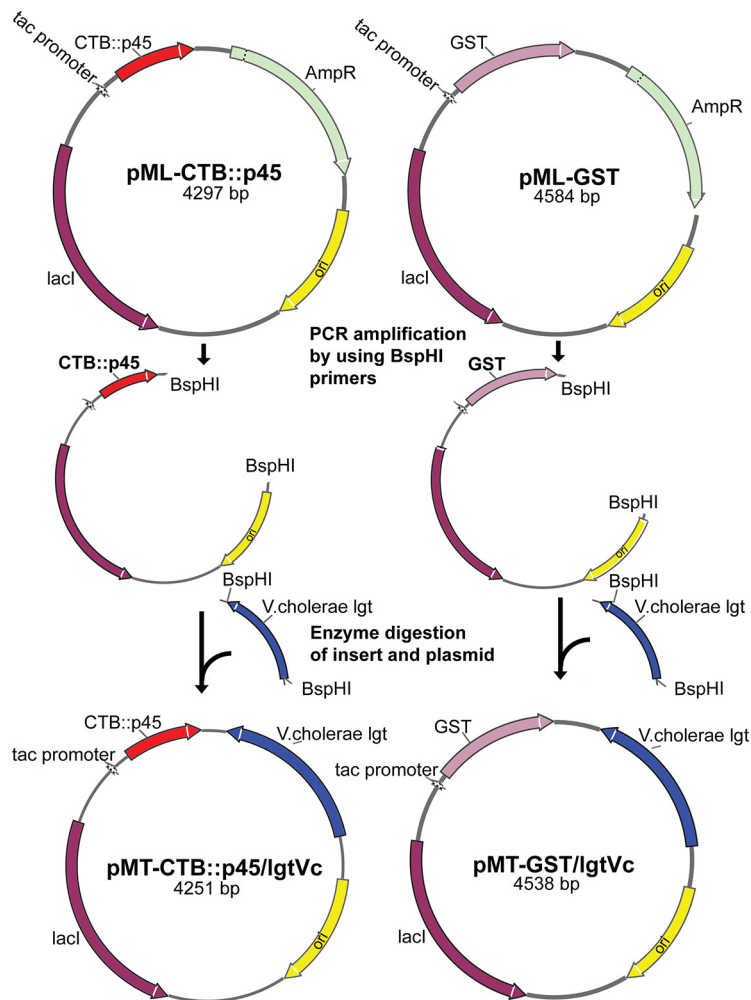 tac promoter
CTB::p45
AmpR
pML-CTB::p45
4297 bp
lacI
ori
tac promoter
GST
AmpR
pML-GST
4584 bp
lacI
ori
PCR amplification
by using BspHI
primers
CTB::p45
BspHI
BspHI
ori
GST
BspHI
BspHI
ori
BspHI
V.cholerae lgt
BspHI
Enzyme digestion
of insert and plasmid
BspHI
V.cholerae lgt
BspHI
CTB::p45
V.cholerae lgt
tac promoter
pMT-CTB::p45/lgtVc
4251 bp
lacI
ori
GST
V.cholerae lgt
tac promoter
pMT-GST/lgtVc
4538 bp
lacI
ori